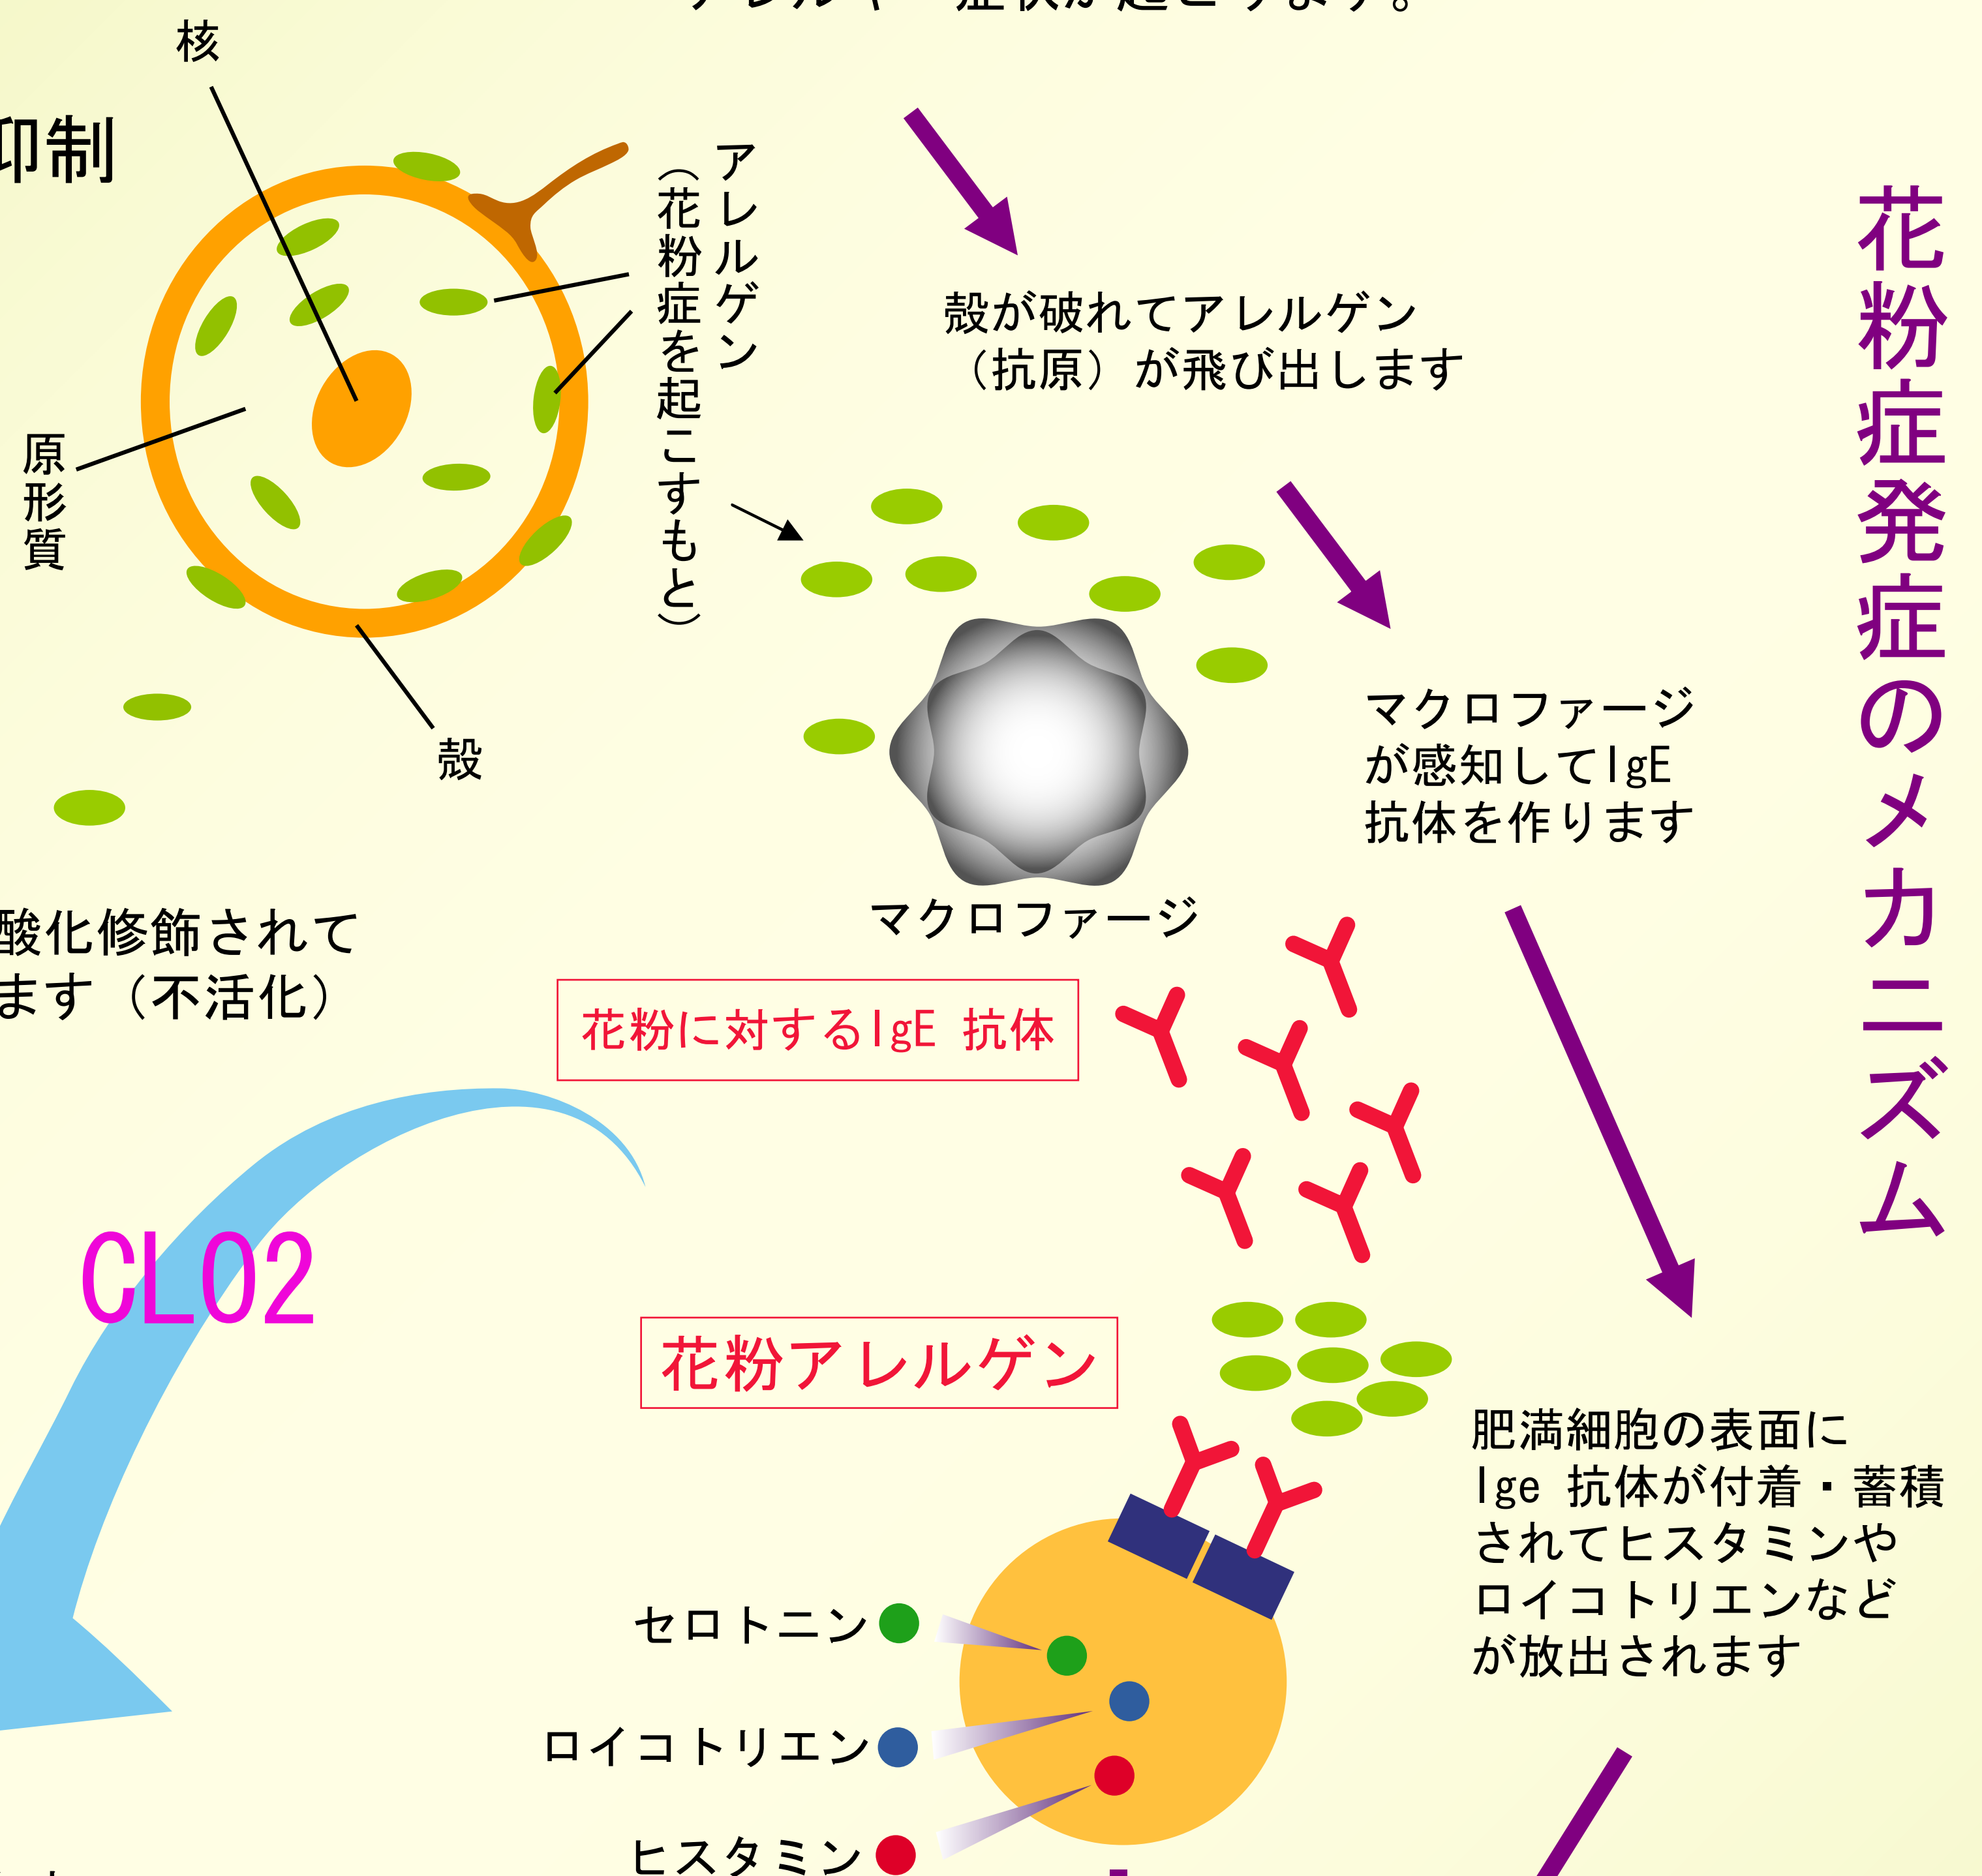 核
抑制
アレルゲン
（花粉症を起こすもと）
殻が破れてアレルゲン
（抗原）が飛び出します
花粉症発症のメカニズム
原形質
殻
マクロファージ
が感知してIgE
抗体を作ります
マクロファージ
酸化修飾されて
ます（不活化）
花粉に対するIgE 抗体
CLO2
花粉アレルゲン
肥満細胞の表面に
Ige 抗体が付着・蓄積
されてヒスタミンや
ロイコトリエンなど
が放出されます
セロトニン
ロイコトリエン
ヒスタミン